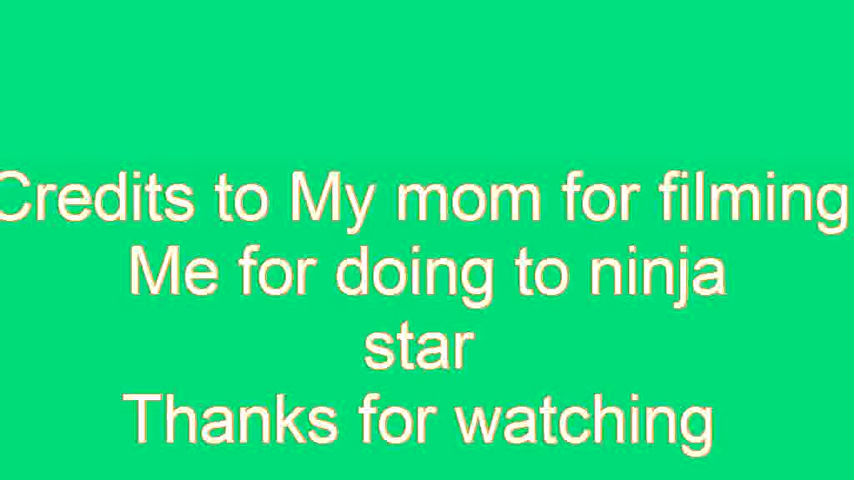 Credits to My mom for filming
Me for doing to ninja
star
Thanks for watching